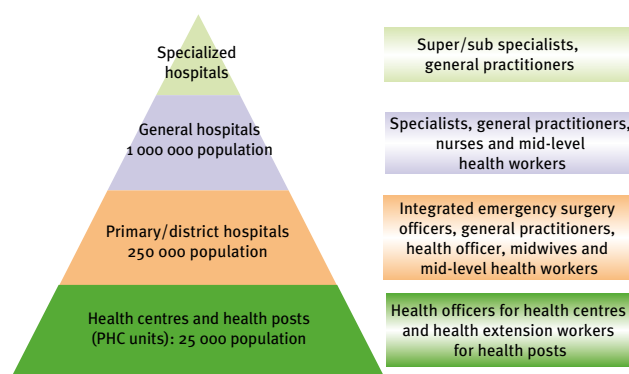 Specialized
hospitals
Super/sub specialists,
general practitioners
General hospitals
1 000 000 population
Specialists, general practitioners,
nurses and mid-level
health workers
Primary/district hospitals
250 000 population
Integrated emergency surgery
officers, general practitioners,
health officer, midwives and
mid-level health workers
Health centres and health posts
(PHC units): 25 000 population
Health officers for health centres
and health extension workers
for health posts